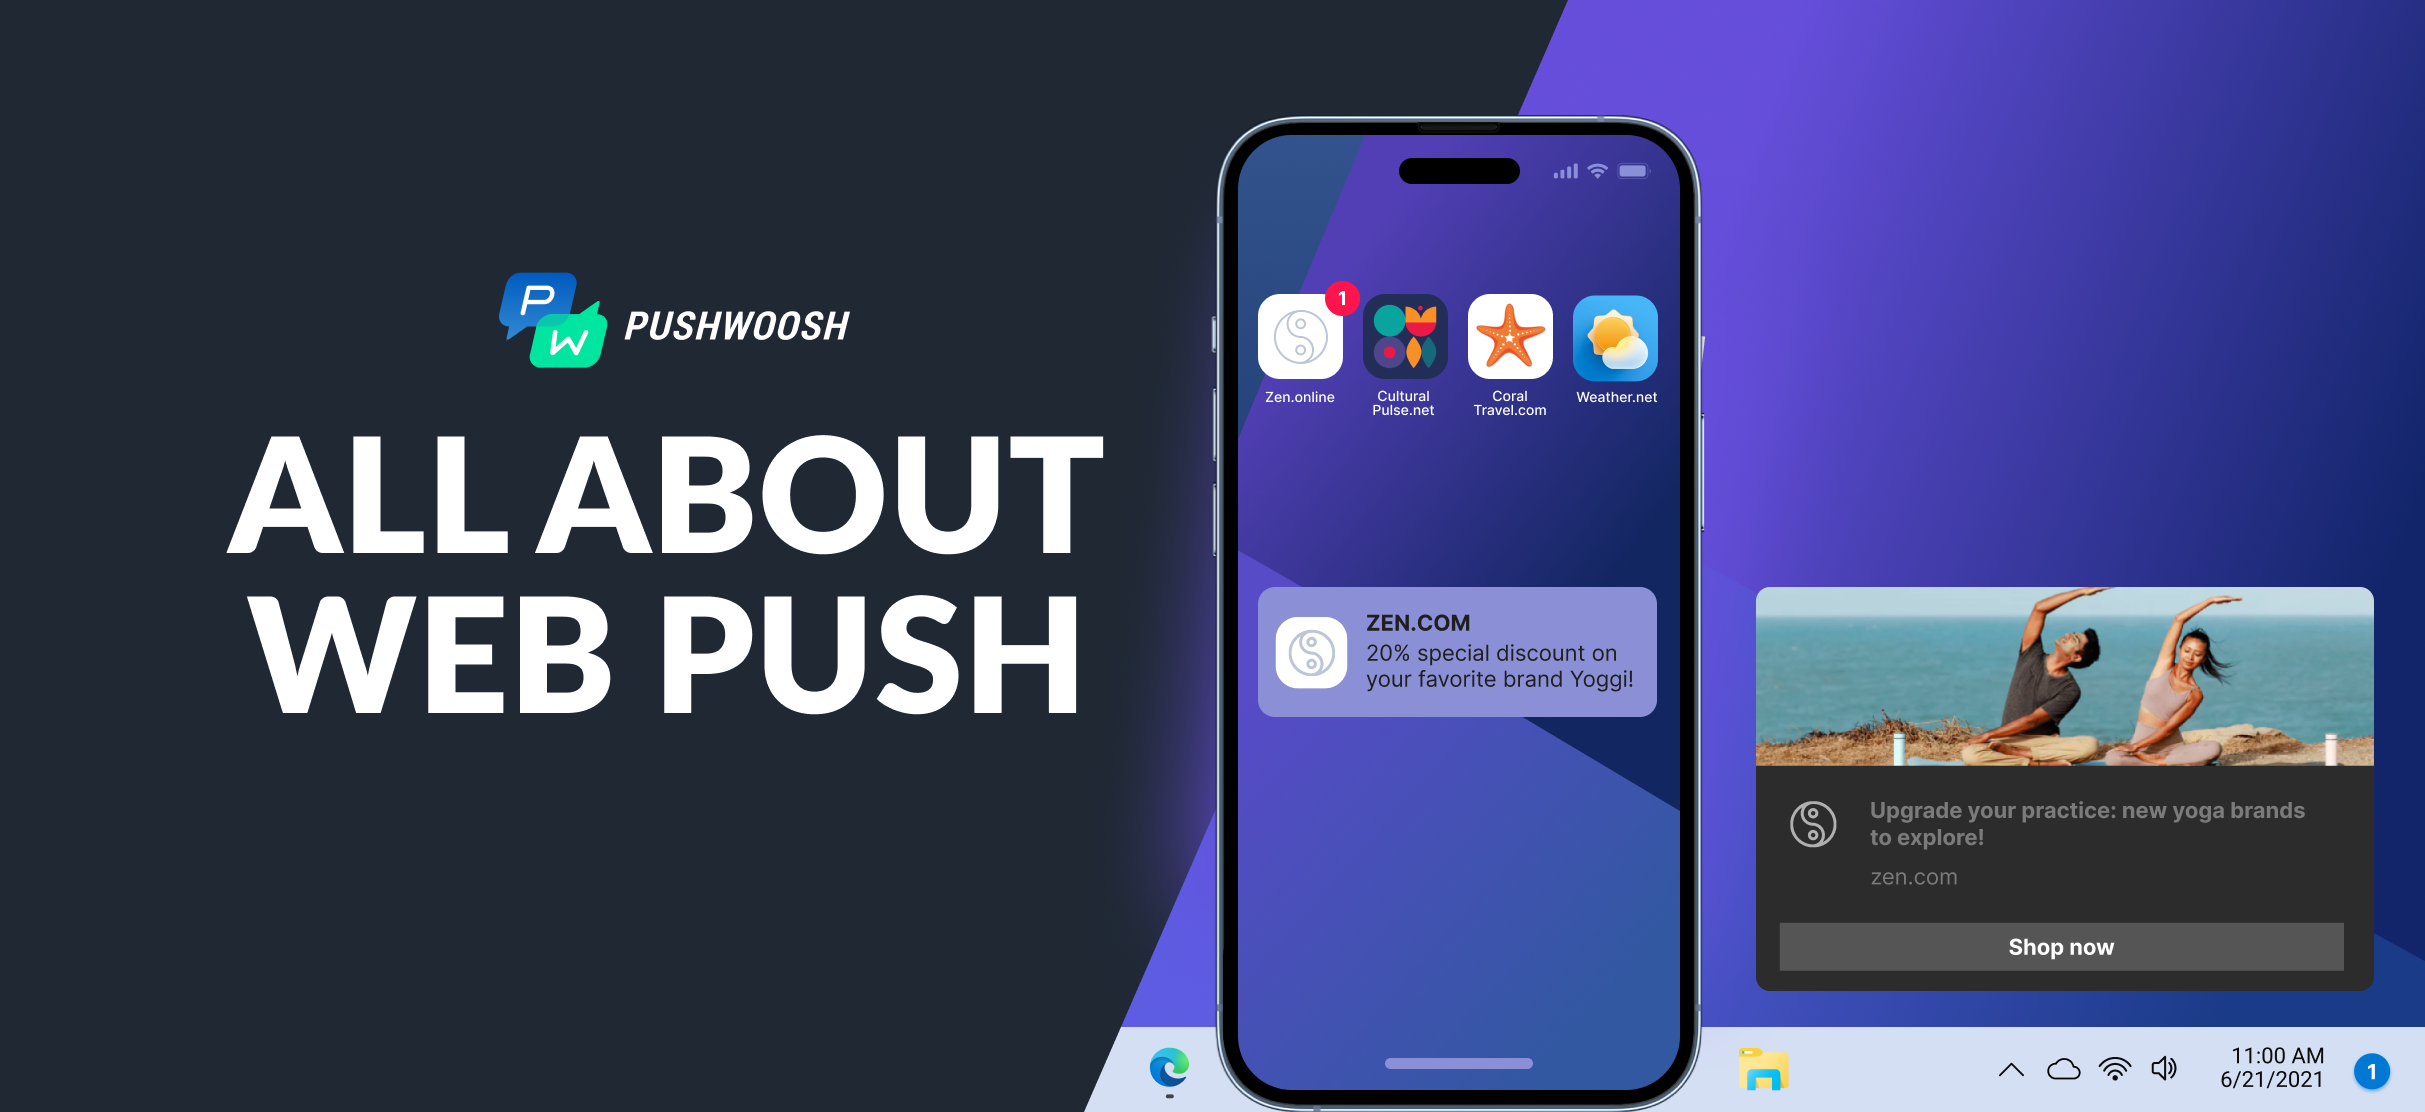 P
W
PUSHWOOSH
ALL ABOUT
WEB PUSH
1
Zen.online
Cultural
Pulse.net
Coral
Travel.com
Weather.net
ZEN.COM
20% special discount on
your favorite brand Yoggi!
Upgrade your practice: new yoga brands
to explore!
zen.com
Shop now
11:00 AM
6/21/2021
1